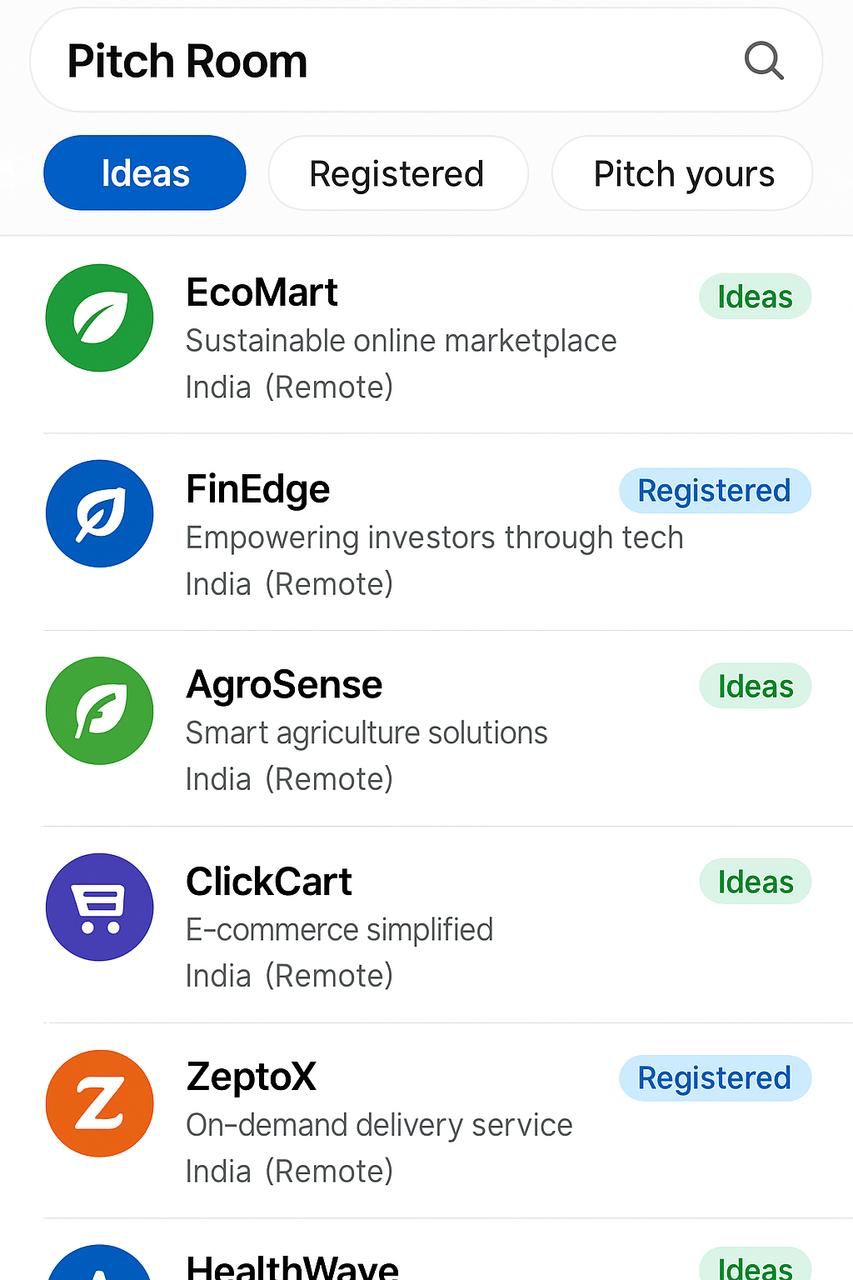 Pitch Room
Ideas
Registered
Pitch yours
EcoMart
Ideas
Sustainable online marketplace
India (Remote)
FinEdge
Registered
Empowering investors through tech
India (Remote)
AgroSense
Ideas
Smart agriculture solutions
India (Remote)
ClickCart
Ideas
E-commerce simplified
India (Remote)
Z
ZeptoX
Registered
On-demand delivery service
India (Remote)
HealthWave
Ideas